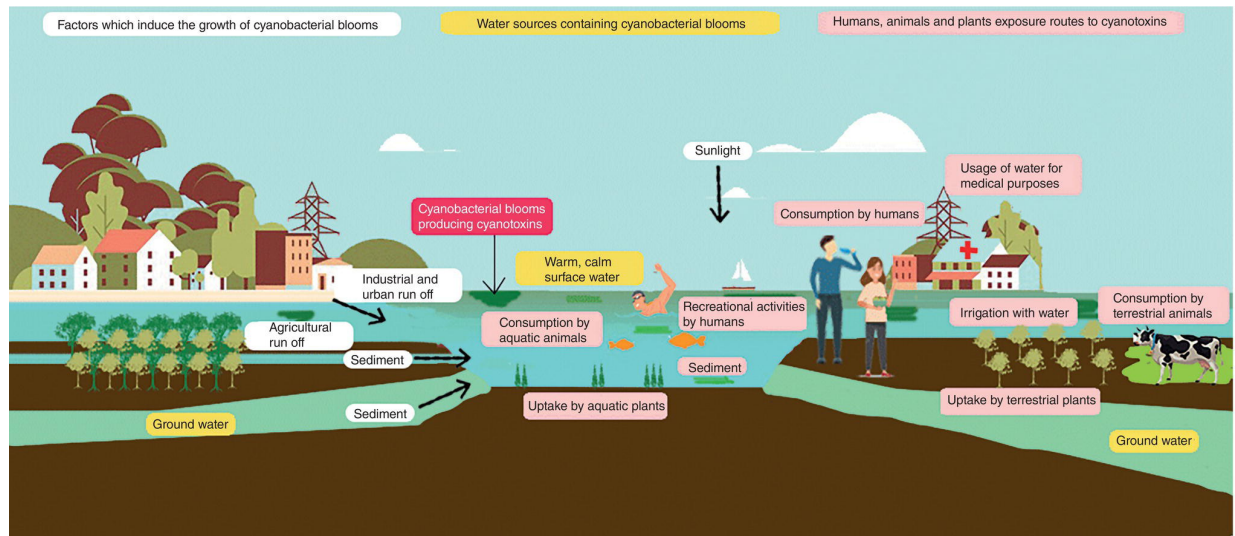 Factors which induce the growth of cyanobacterial blooms
Water sources containing cyanobacterial blooms
Humans, animals and plants exposure routes to cyanotoxins
Sunlight
Usage of water for
medical purposes
Cyanobacterial blooms
producing cyanotoxins
Consumption by humans
Warm, calm
surface water
Industrial and
urban run off
Recreational activities
by humans
Consumption by
terrestrial animals
Irrigation with water
Agricultural
run off
Consumption by
aquatic animals
Sediment
Sediment
Sediment
Uptake by aquatic plants
Uptake by terrestrial plants
Ground water
Ground water